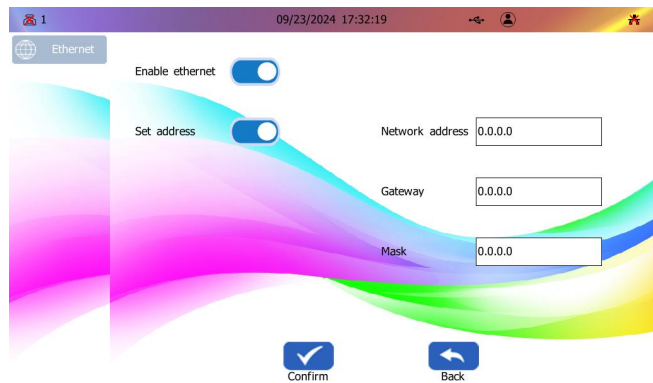 1
09/23/2024 17:32:19
Ethernet
Enable ethernet
Set address
Network address 0.0.0.0
Gateway 0.0.0.0
Mask 0.0.0.0
Confirm
Back